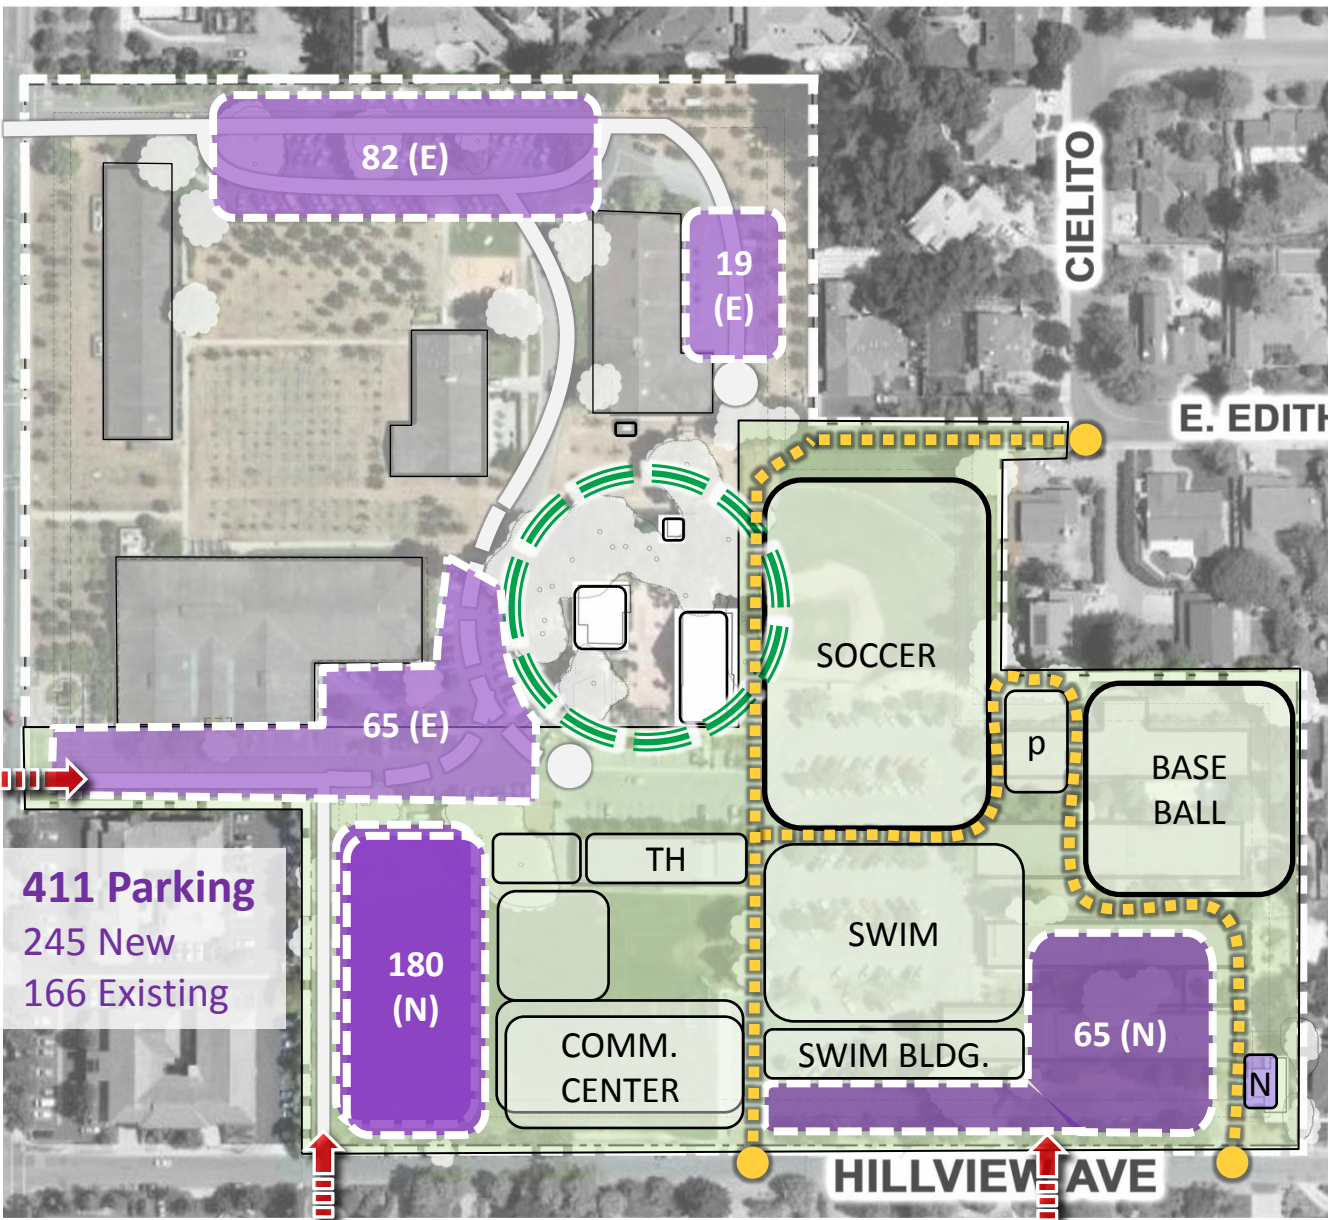 82 (E)
19
(E)
CIELITO
E. EDITH
SOCCER
65 (E)
p
BASE
BALL
TH
411 Parking
245 New
166 Existing
180
(N)
SWIM
COMM.
CENTER
SWIM BLDG.
65 (N)
N
HILLVIEW AVE